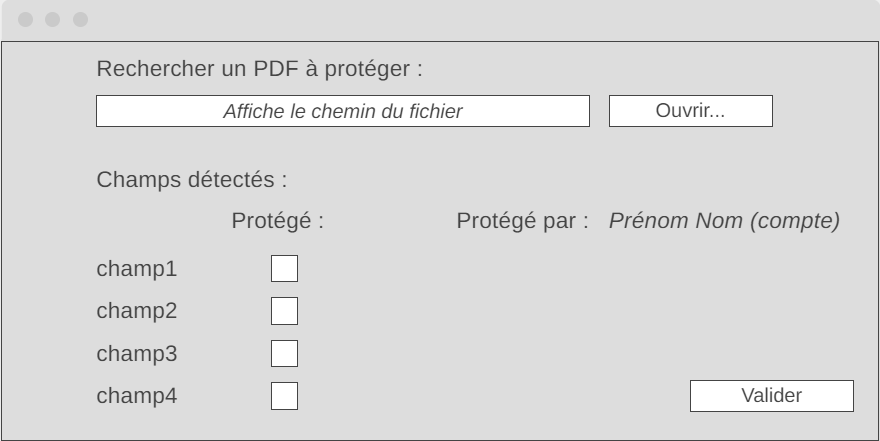 Rechercher un PDF à protéger :
Affiche le chemin du fichier Ouvrir...
Champs détectés :
Protégé : Protégé par : Prénom Nom (compte)
champ1
champ2
champ3
champ4 Valider